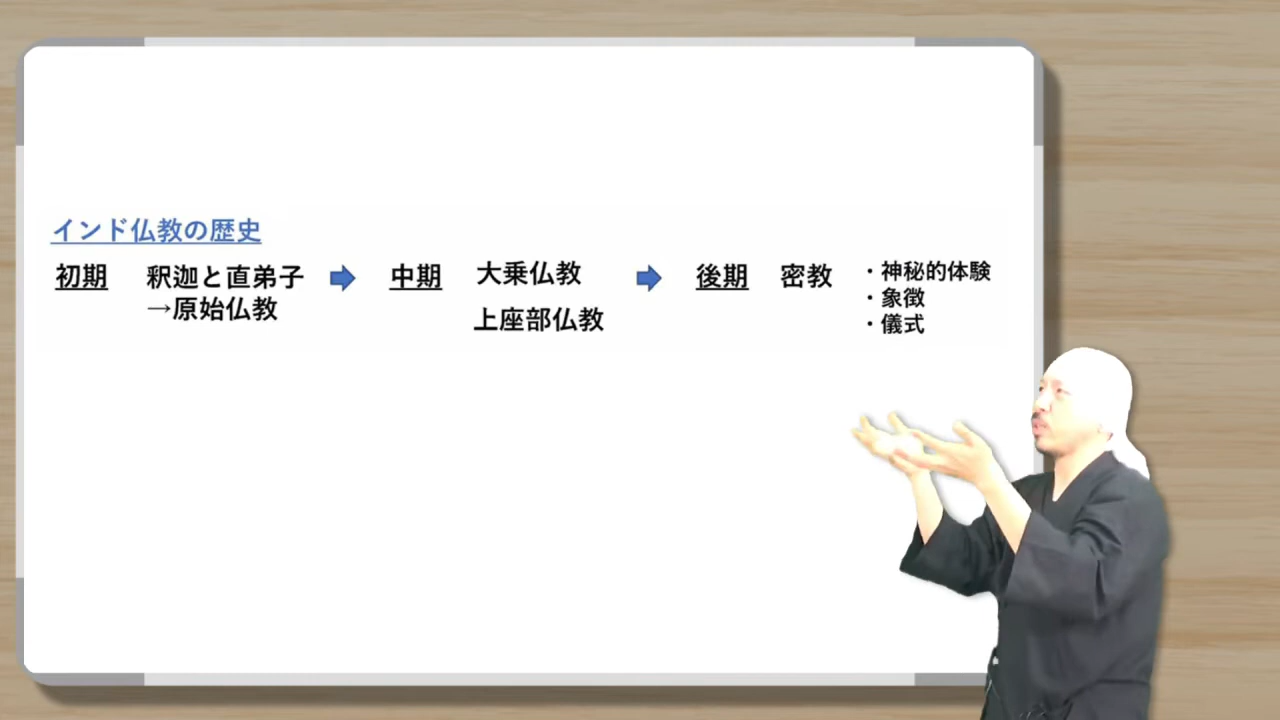 インド仏教の歴史
初期 釈迦と直弟子 → 中期 大乗仏教 → 後期 密教 ・神秘的体験
→原始仏教 上座部仏教 ・象徴
・儀式